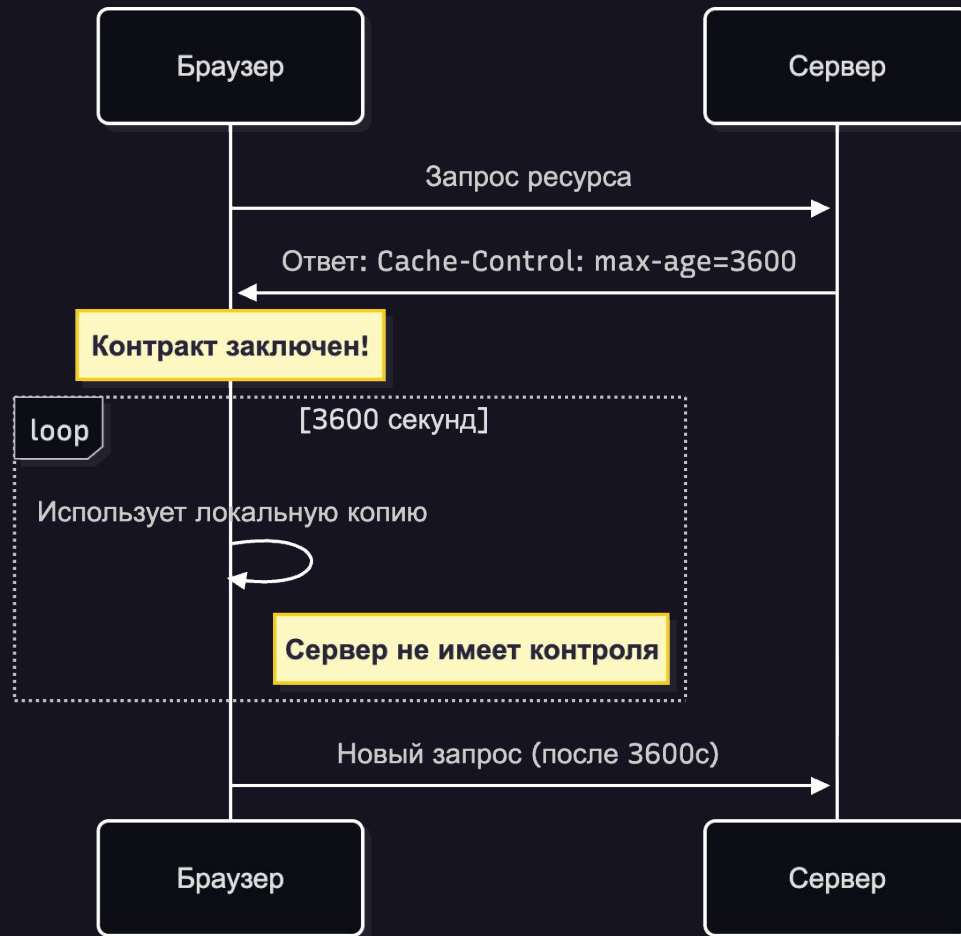 Браузер
Сервер
Запрос ресурса
Ответ: Cache-Control: max-age=3600
Контракт заключен!
loop
[3600 секунд]
Использует локальную копию
Сервер не имеет контроля
Новый запрос (после 3600с)
Браузер
Сервер